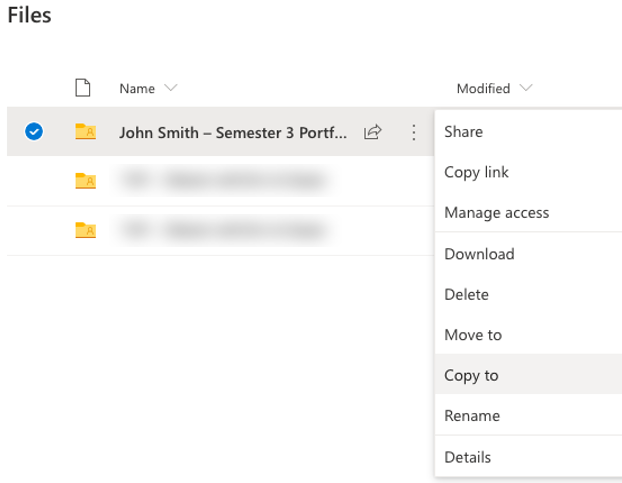 Files
Name
Modified
John Smith – Semester 3 Portf...
Share
Copy link
Manage access
Download
Delete
Move to
Copy to
Rename
Details